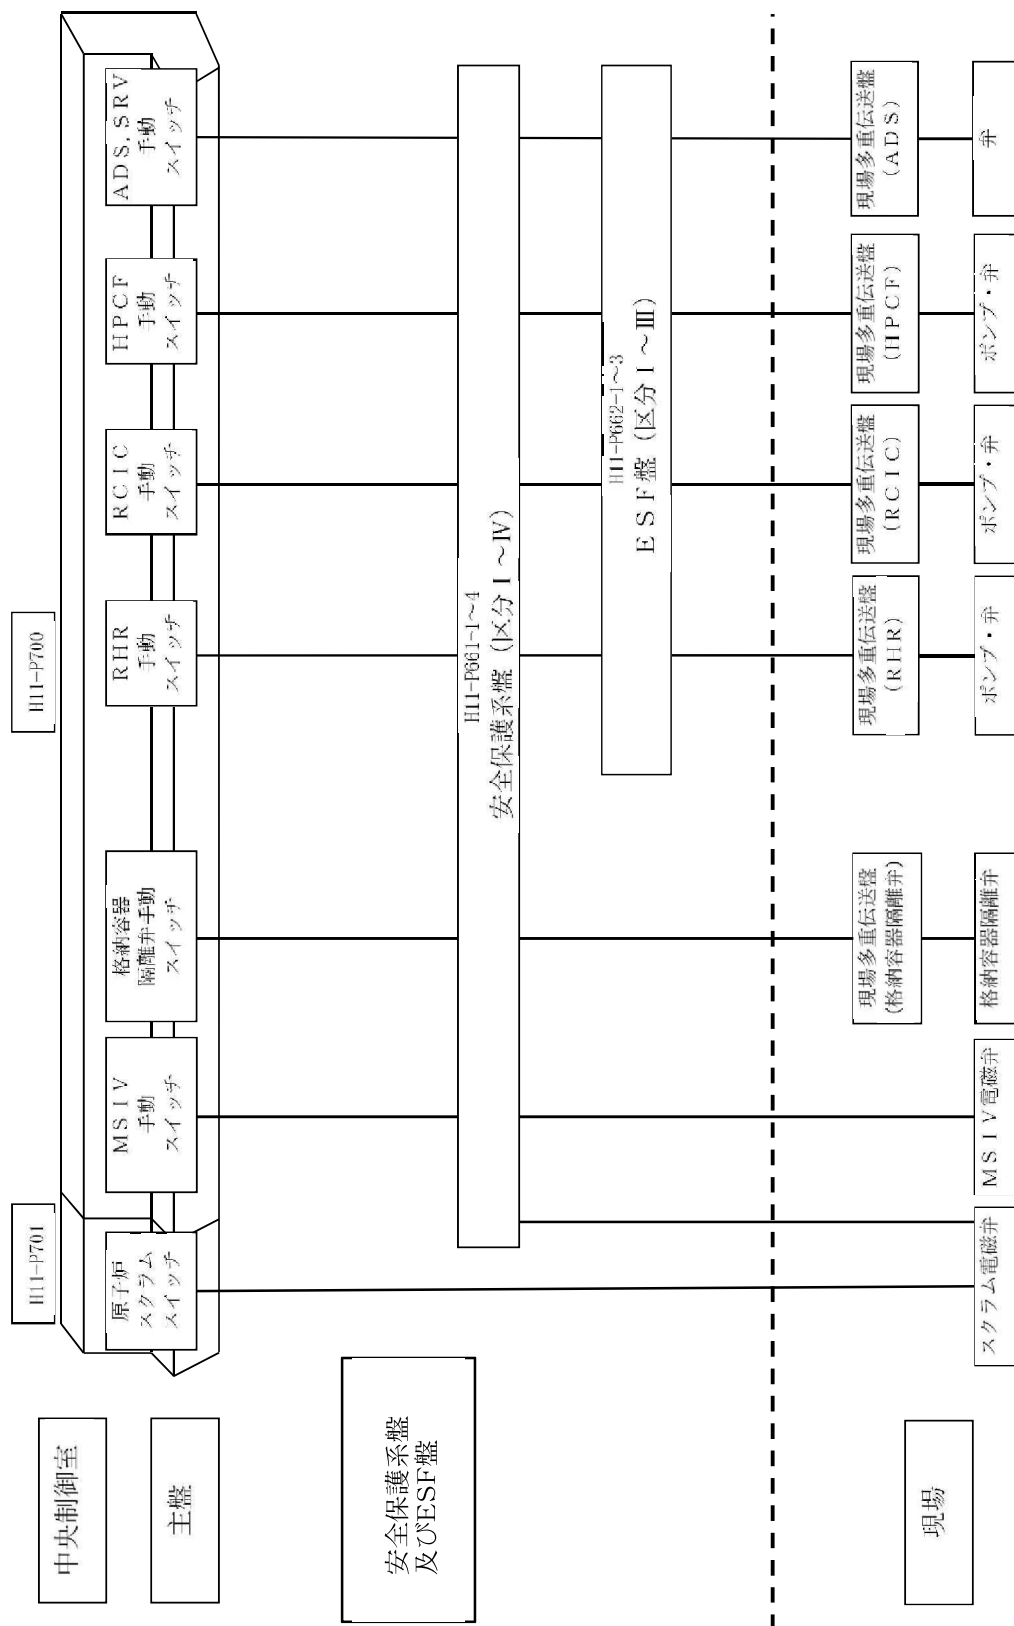 中央制御室
主盤
安全保護系盤
及びESF盤
現場
H11-P701
H11-P700
原子炉
スクラム
スイッチ
MSIV
手動
スイッチ
格納容器
隔離弁手動
スイッチ
RHR
手動
スイッチ
RCIC
手動
スイッチ
HPCF
手動
スイッチ
ADS,SRV
手動
スイッチ
H11-P661-1～4
安全保護系盤（区分Ⅰ～Ⅳ）
H11-P662-1～3
ESF盤（区分Ⅰ～Ⅲ）
現場多重伝送盤
(格納容器隔離弁)
現場多重伝送盤
(RHR)
現場多重伝送盤
(RCIC)
現場多重伝送盤
(HPCF)
現場多重伝送盤
(ADS)
スクラム電磁弁
MSIV電磁弁
格納容器隔離弁
ポンプ・弁
ポンプ・弁
ポンプ・弁
弁